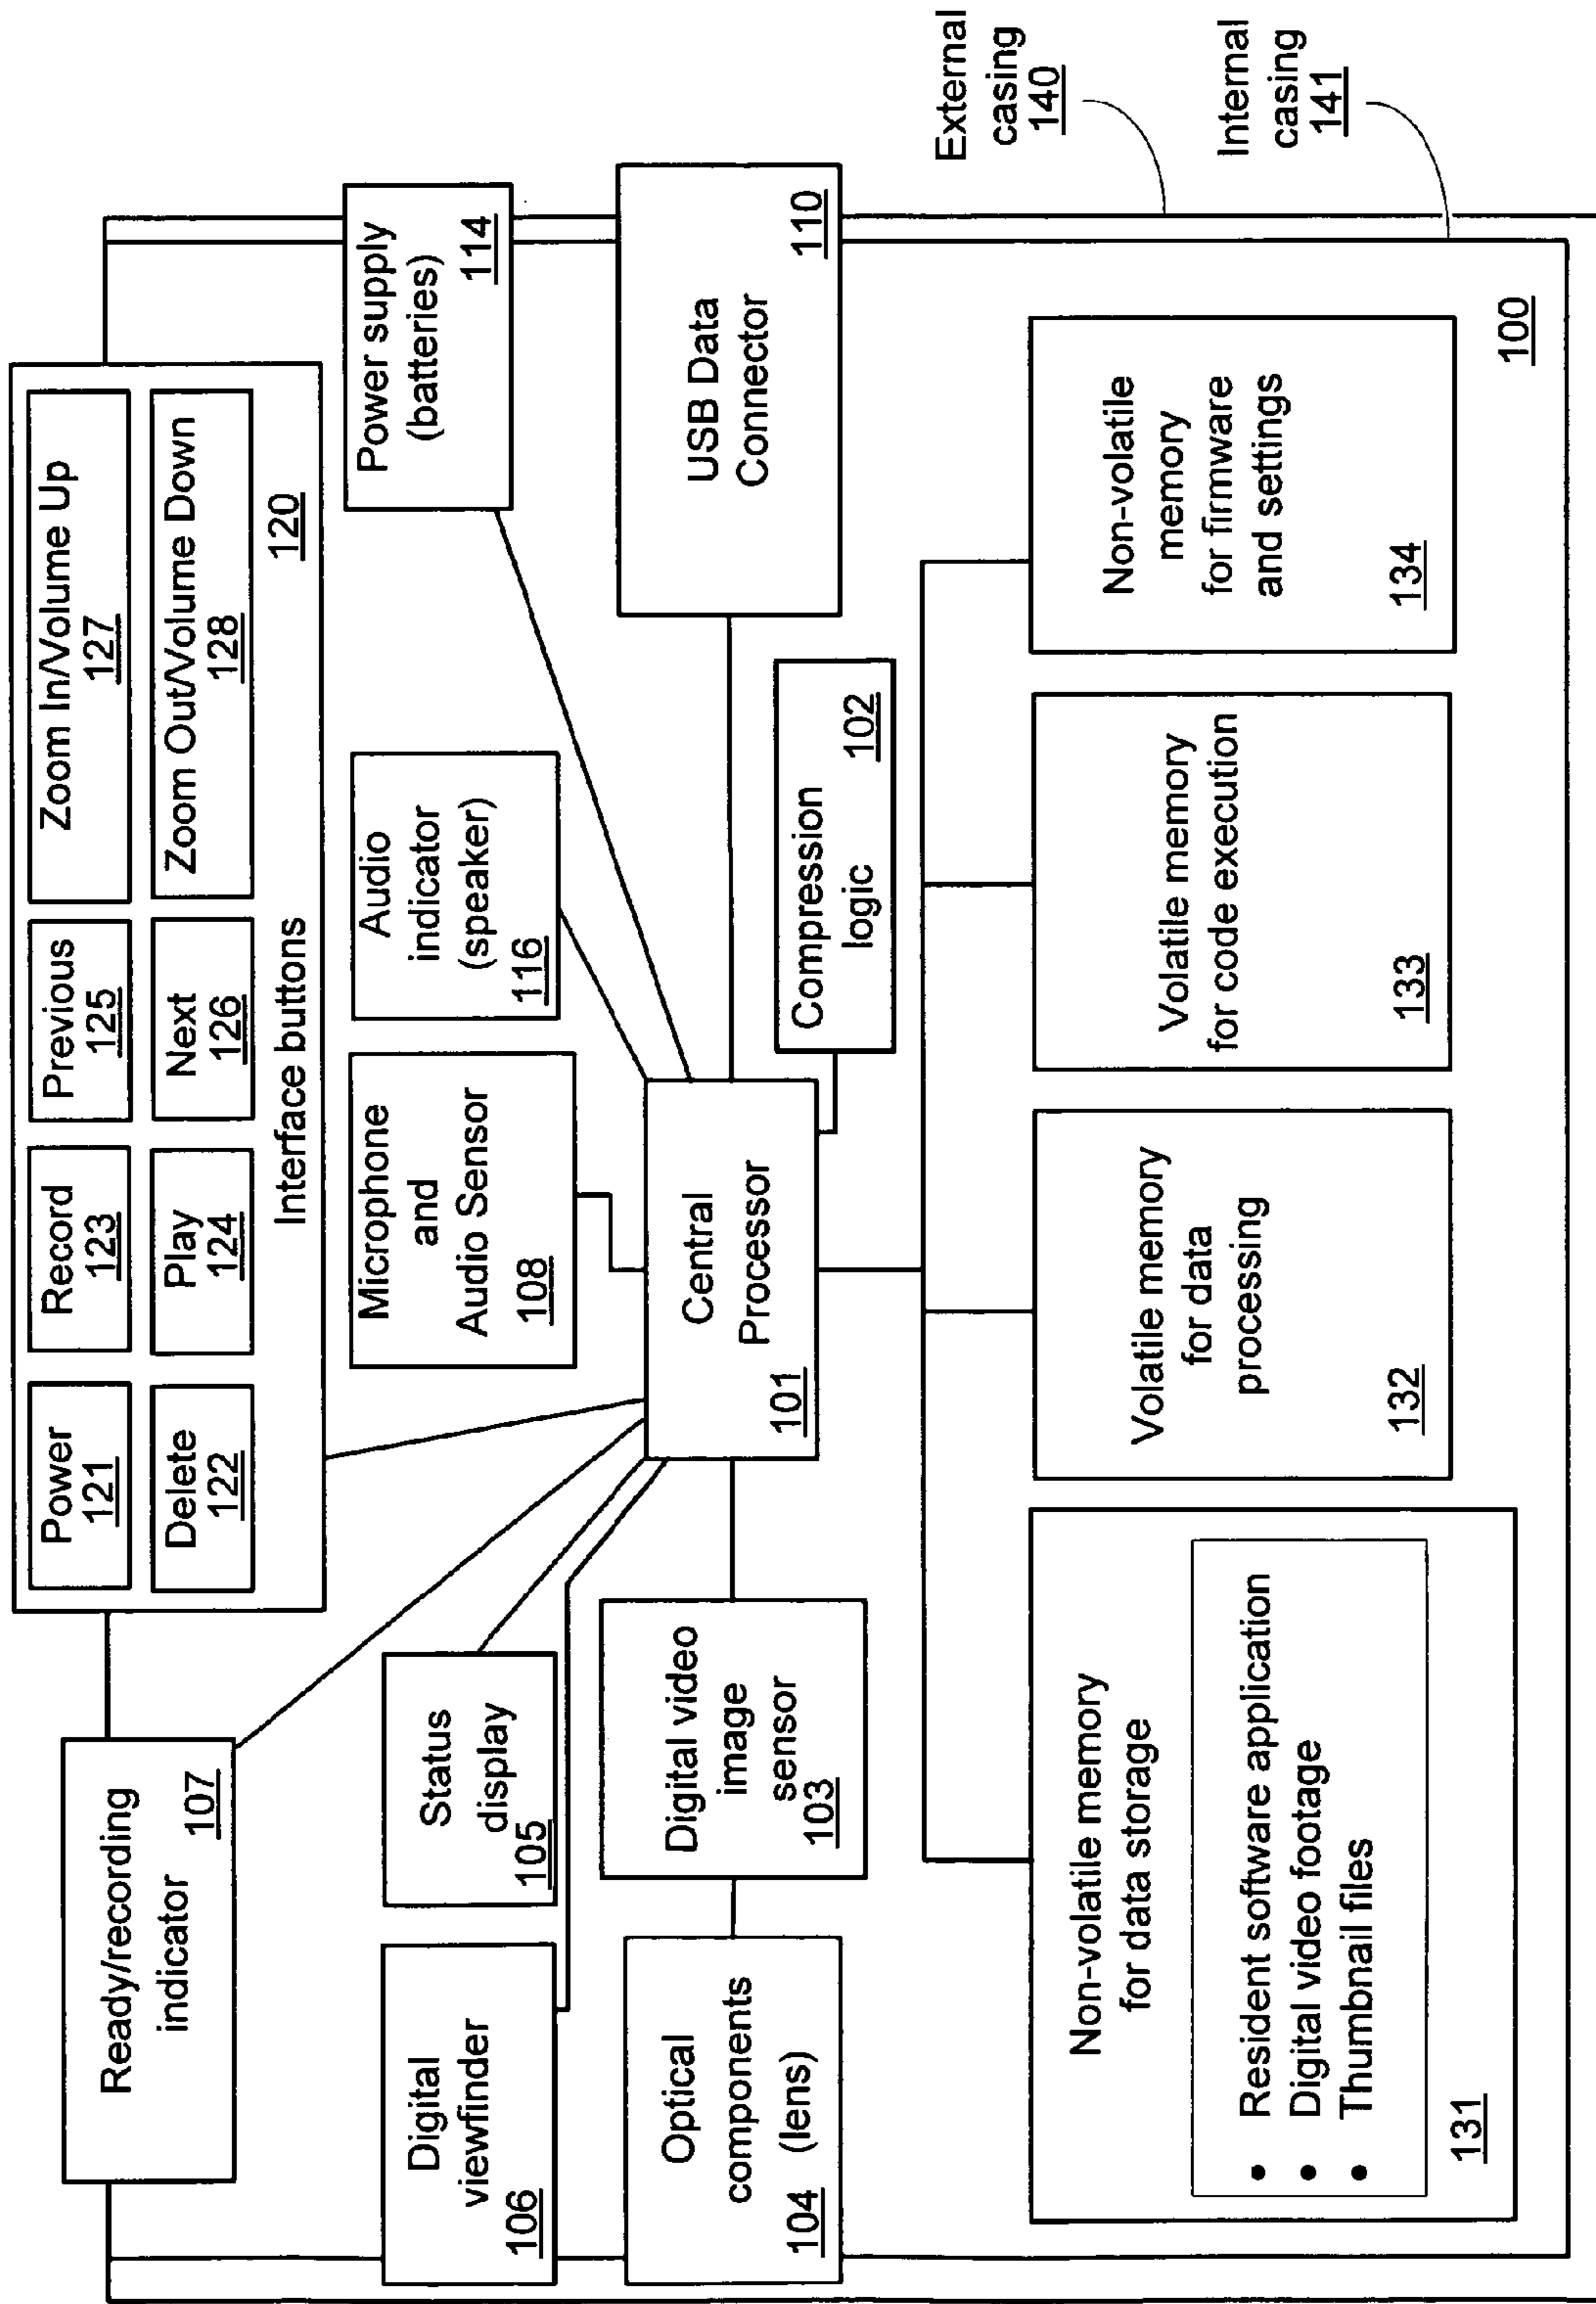 Power
121
Record
123
Previous
125
Zoom In/Volume Up
127
Delete
122
Play
124
Next
126
Zoom Out/Volume Down
128
Interface buttons
120
Ready/recording
indicator
107
Power supply
(batteries)
114
Digital
viewfinder
106
Status
display
105
Microphone
and
Audio Sensor
108
Audio
indicator
(speaker)
116
Optical
components
(lens)
104
Digital video
image
sensor
103
Central
Processor
101
Compression
logic
102
USB Data
Connector
110
External
casing
140
Internal
casing
141
Non-volatile memory
for data storage
• Resident software application
• Digital video footage
• Thumbnail files
131
Volatile memory
for data
processing
132
Volatile memory
for code execution
133
Non-volatile
memory
for firmware
and settings
134
100